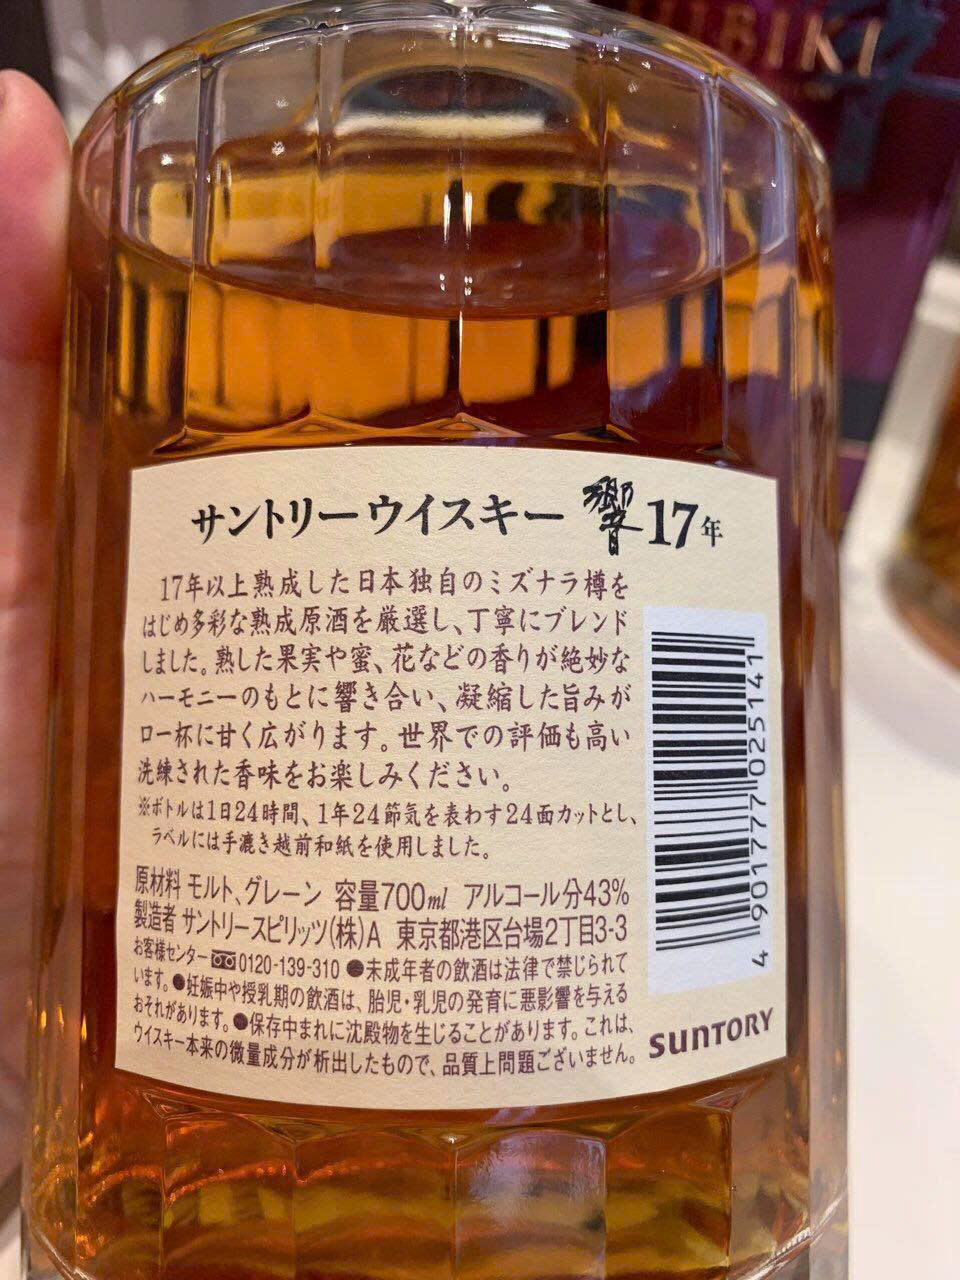 HIBIKI
サントリーウイスキー 響 17年
17年以上熟成した日本独自のミズナラ樽を
はじめ多彩な熟成原酒を厳選し、丁寧にブレンド
しました。熟した果実や蜜、花などの香りが絶妙な
ハーモニーのもとに響き合い、凝縮した旨みが
口一杯に甘く広がります。世界での評価も高い
洗練された香味をお楽しみください。
※ボトルは1日24時間、1年24節気を表わす24面カットとし、
ラベルには手漉き越前和紙を使用しました。
原材料 モルト、グレーン 容量700ml アルコール分43%
製造者 サントリースピリッツ(株)A 東京都港区台場2丁目3-3
お客様センター 0120-139-310 ●未成年者の飲酒は法律で禁じられて
います。●妊娠中や授乳期の飲酒は、胎児・乳児の発育に悪影響を与える
おそれがあります。●保存中まれに沈殿物を生じることがあります。これは、
ウイスキー本来の微量成分が析出したもので、品質上問題ございません。
4 901777 025141
SUNTORY